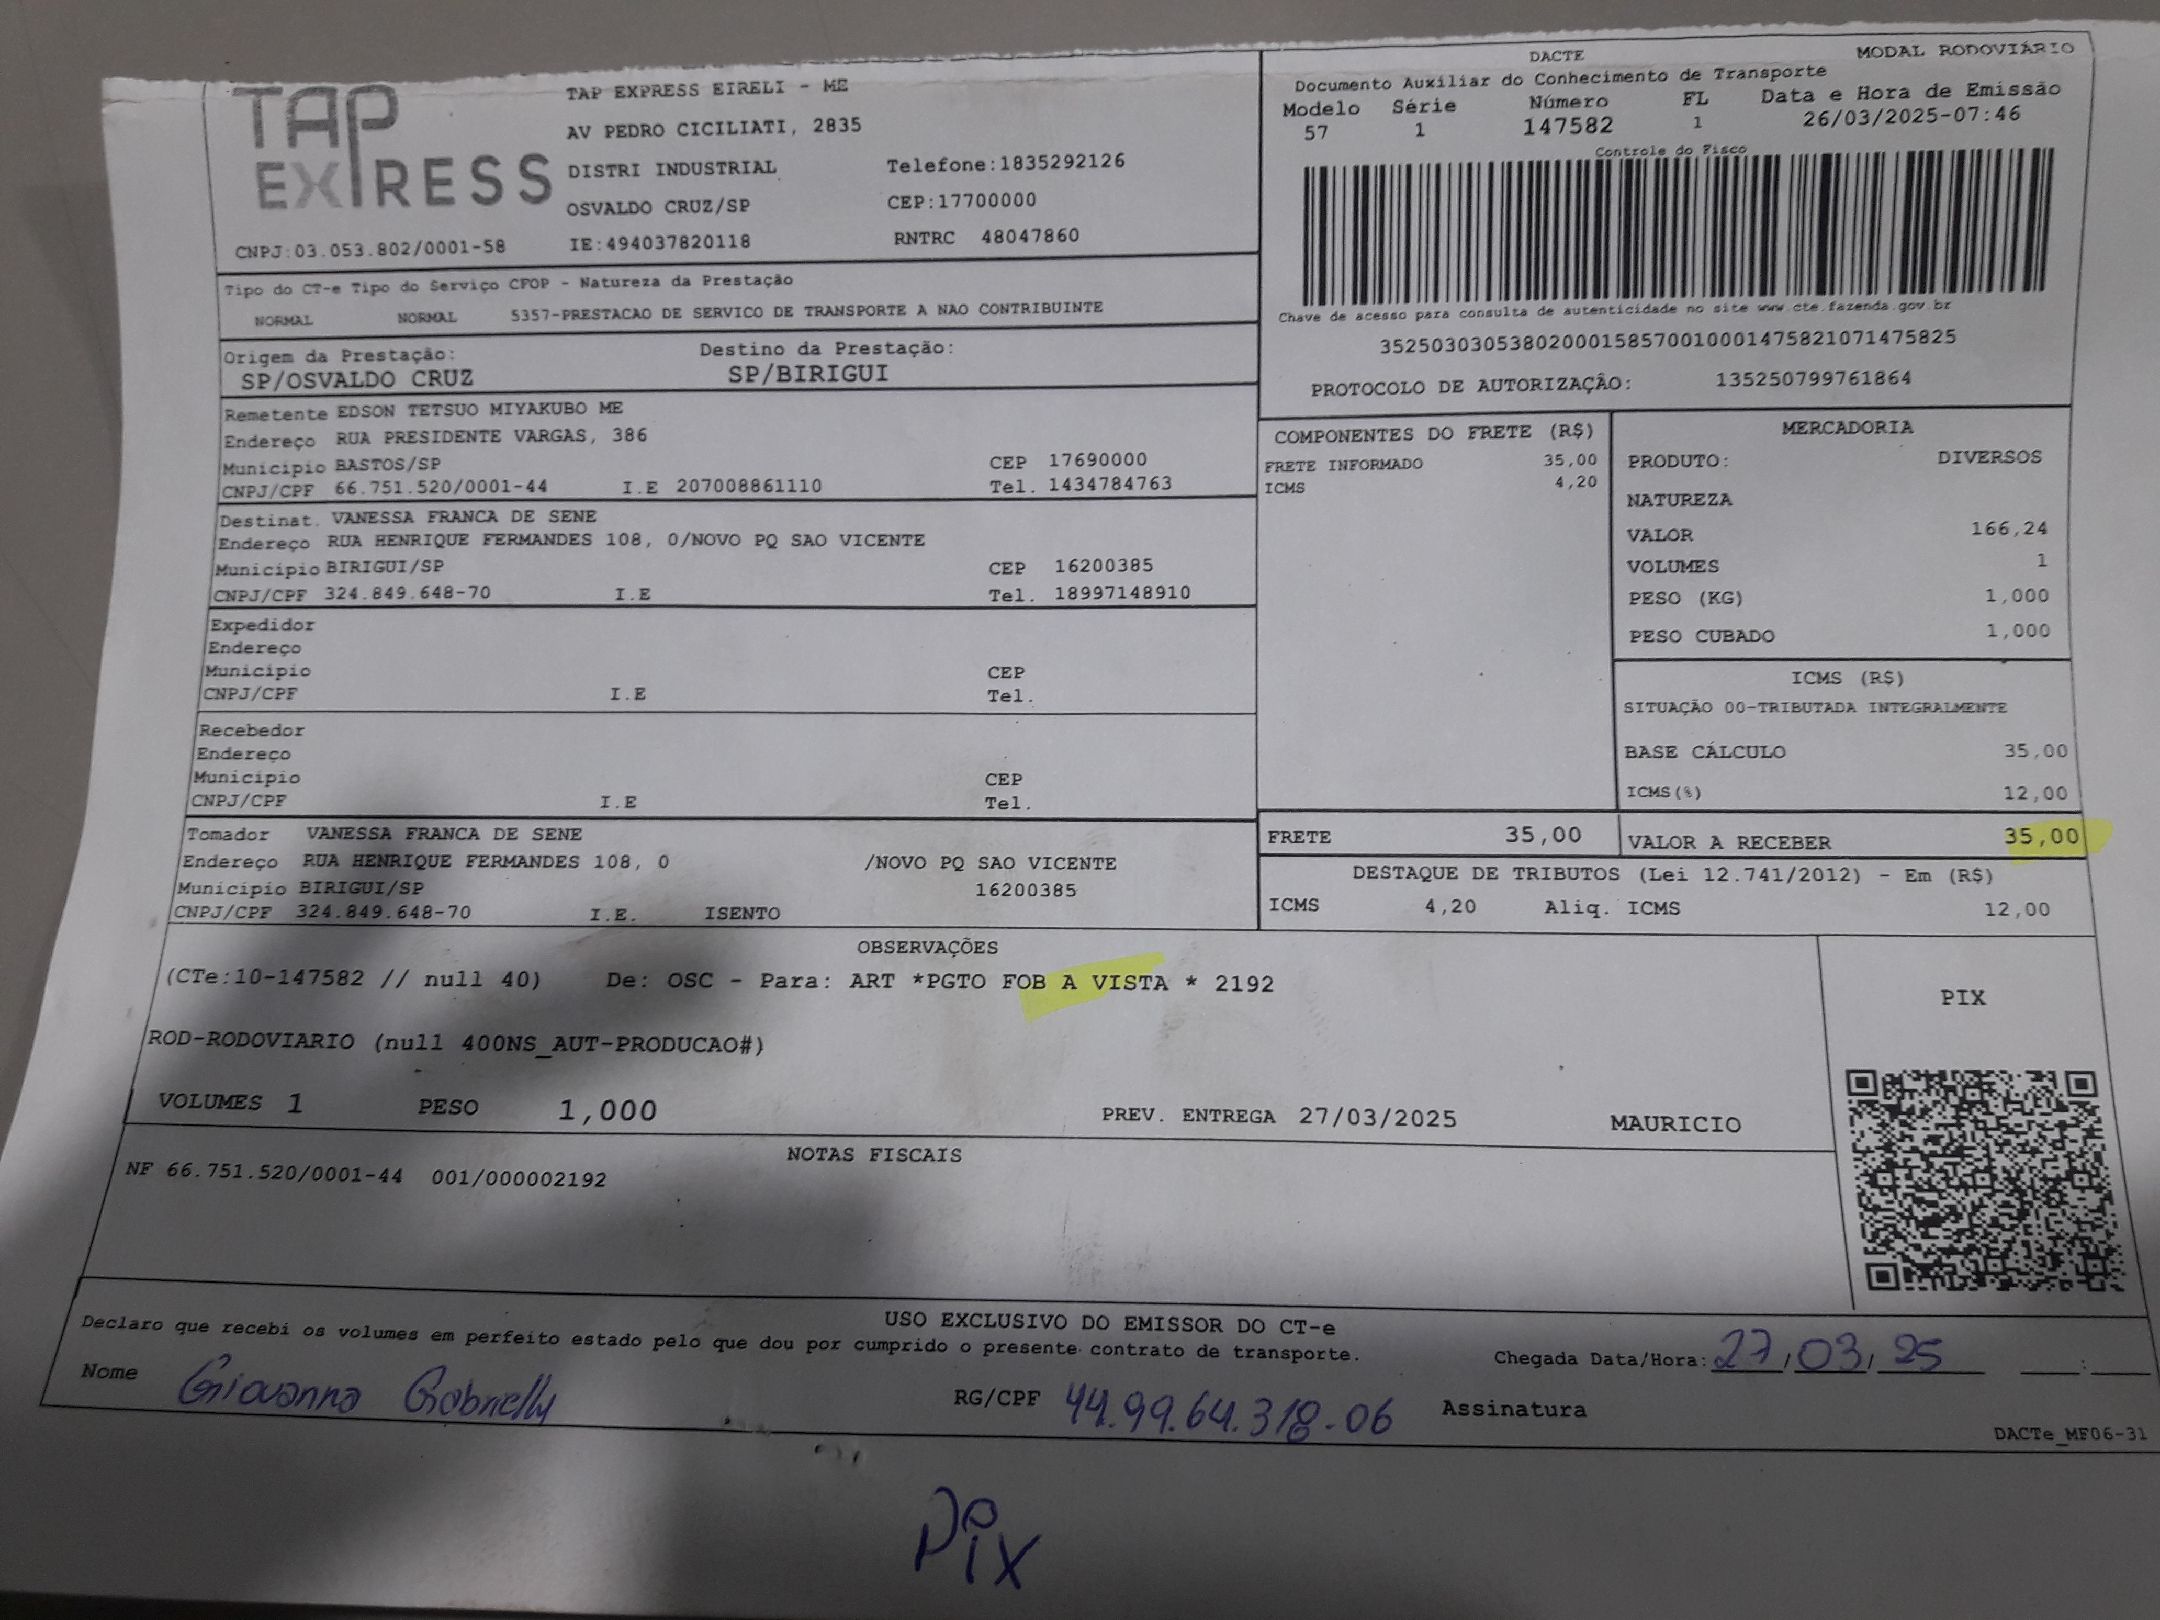 TAP EXPRESS
TAP EXPRESS EIRELI - ME
AV PEDRO CICILIATI, 2835
DISTRI INDUSTRIAL Telefone:1835292126
OSVALDO CRUZ/SP CEP:17700000
CNPJ:03.053.802/0001-58 IE:494037820118 RNTRC 48047860
DACTE MODAL RODOVIÁRIO
Documento Auxiliar do Conhecimento de Transporte
Modelo Série Número FL Data e Hora de Emissão
57 1 147582 1 26/03/2025-07:46
Controle do Fisco
Chave de acesso para consulta de autenticidade no site www.cte.fazenda.gov.br
35250303053802000158570010001475821071475825
PROTOCOLO DE AUTORIZAÇÃO: 135250799761864
Tipo do CT-e Tipo do Serviço CFOP - Natureza da Prestação
NORMAL NORMAL 5357-PRESTACAO DE SERVICO DE TRANSPORTE A NAO CONTRIBUINTE
Origem da Prestação: Destino da Prestação:
SP/OSVALDO CRUZ SP/BIRIGUI
Remetente EDSON TETSUO MIYAKUBO ME
Endereço RUA PRESIDENTE VARGAS, 386
Municipio BASTOS/SP CEP 17690000
CNPJ/CPF 66.751.520/0001-44 I.E 207008861110 Tel. 1434784763
Destinat. VANESSA FRANCA DE SENE
Endereço RUA HENRIQUE FERMANDES 108, 0/NOVO PQ SAO VICENTE
Municipio BIRIGUI/SP CEP 16200385
CNPJ/CPF 324.849.648-70 I.E Tel. 18997148910
Expedidor
Endereço
Municipio CEP
CNPJ/CPF I.E Tel.
Recebedor
Endereço
Municipio CEP
CNPJ/CPF I.E Tel.
Tomador VANESSA FRANCA DE SENE
Endereço RUA HENRIQUE FERMANDES 108, 0 /NOVO PQ SAO VICENTE
Municipio BIRIGUI/SP 16200385
CNPJ/CPF 324.849.648-70 I.E. ISENTO
COMPONENTES DO FRETE (R$)
FRETE INFORMADO 35,00
ICMS 4,20
MERCADORIA
PRODUTO: DIVERSOS
NATUREZA
VALOR 166,24
VOLUMES 1
PESO (KG) 1,000
PESO CUBADO 1,000
ICMS (R$)
SITUAÇÃO 00-TRIBUTADA INTEGRALMENTE
BASE CÁLCULO 35,00
ICMS(%) 12,00
FRETE 35,00 VALOR A RECEBER 35,00
DESTAQUE DE TRIBUTOS (Lei 12.741/2012) - Em (R$)
ICMS 4,20 Aliq. ICMS 12,00
OBSERVAÇÕES
(CTe:10-147582 // null 40) De: OSC - Para: ART *PGTO FOB A VISTA * 2192
ROD-RODOVIARIO (null 400NS_AUT-PRODUCAO#)
VOLUMES 1 PESO 1,000 PREV. ENTREGA 27/03/2025 MAURICIO
PIX
NOTAS FISCAIS
NF 66.751.520/0001-44 001/000002192
USO EXCLUSIVO DO EMISSOR DO CT-e
Declaro que recebi os volumes em perfeito estado pelo que dou por cumprido o presente contrato de transporte.
Chegada Data/Hora: 27/03/25 :
Nome Giovanna Gabrielly RG/CPF 44.99.64.318-06 Assinatura
DACTe_MF06-31
Pix